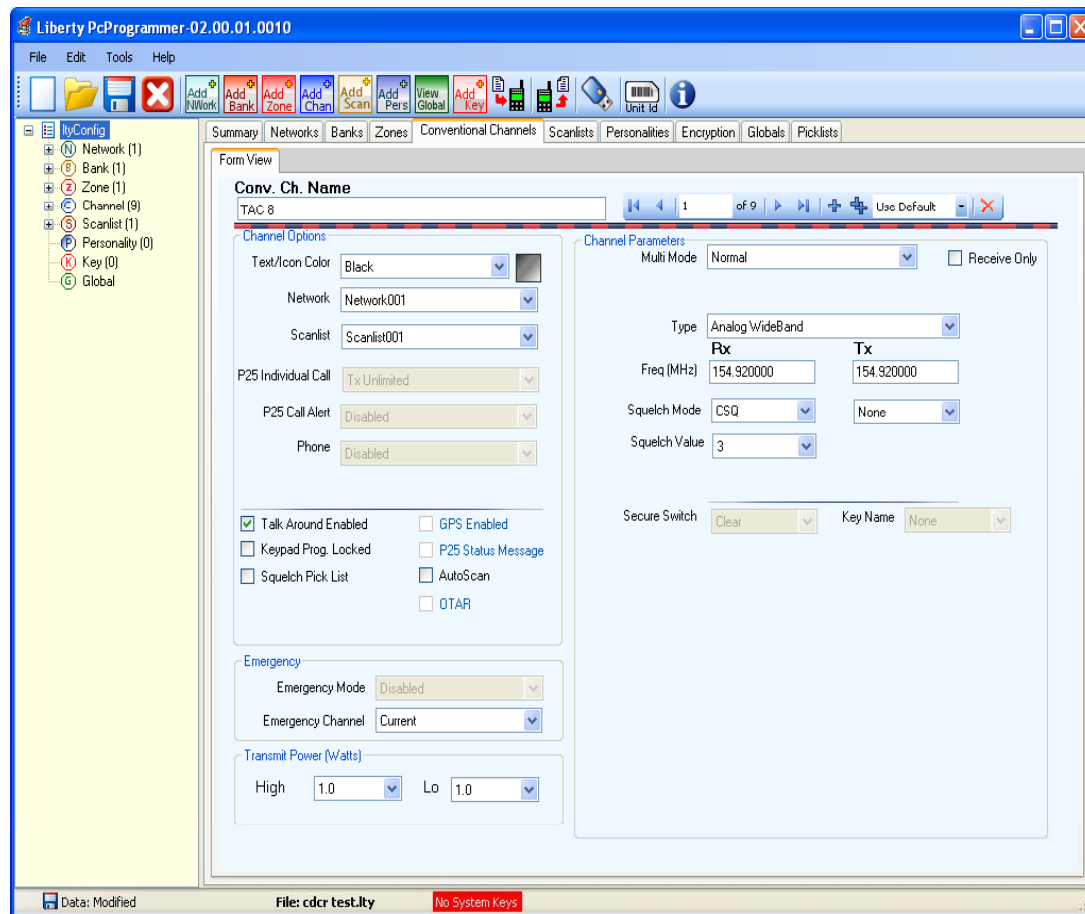 Liberty PcProgrammer-02.00.01.0010
File Edit Tools Help
Add NWork
Add Bank
Add Zone
Add Chan
Add Scan
Add Pers
View Global
Add Key
Unit Id
ltyConfig
N Network (1)
B Bank (1)
Z Zone (1)
C Channel (9)
S Scanlist (1)
P Personality (0)
K Key (0)
G Global
Summary Networks Banks Zones Conventional Channels Scanlists Personalities Encryption Globals Picklists
Form View
Conv. Ch. Name
TAC 8
1 of 9 Use Default
Channel Options
Text/Icon Color Black
Network Network001
Scanlist Scanlist001
P25 Individual Call Tx Unlimited
P25 Call Alert Disabled
Phone Disabled
Talk Around Enabled GPS Enabled
Keypad Prog. Locked P25 Status Message
Squelch Pick List AutoScan
OTAR
Emergency
Emergency Mode Disabled
Emergency Channel Current
Transmit Power (Watts)
High 1.0 Lo 1.0
Channel Parameters
Multi Mode Normal Receive Only
Type Analog WideBand
Rx Tx
Freq (MHz) 154.920000 154.920000
Squelch Mode CSQ None
Squelch Value 3
Secure Switch Clear Key Name None
Data: Modified File: cdcr test.lty No System Keys